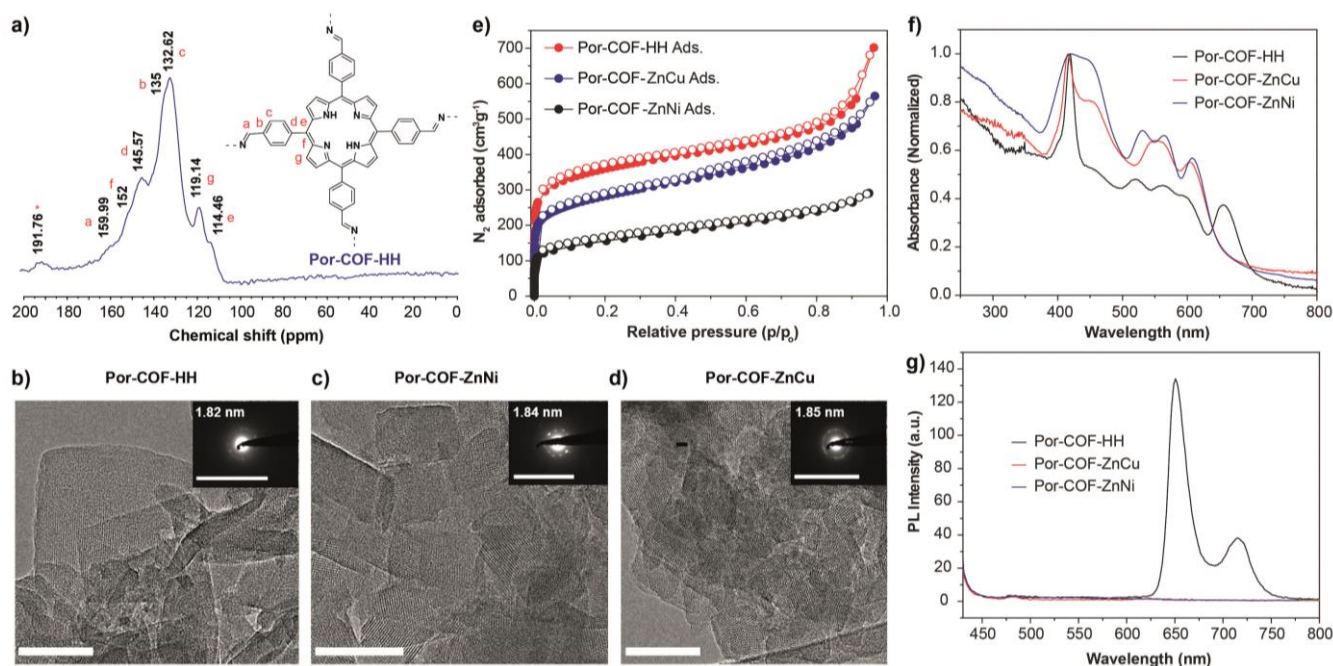 a)
191.76 *
a 159.99
f 152
d 145.57
b 135
132.62 c
119.14 g
114.46 e
N
N
N
N
NH
N
N
HN
a b c d e
f
g
Por-COF-HH
200 180 160 140 120 100 80 60 40 20 0
Chemical shift (ppm)
e)
700
600
500
400
300
200
100
0
N2 adsorbed (cm³g⁻¹)
Por-COF-HH Ads.
Por-COF-ZnCu Ads.
Por-COF-ZnNi Ads.
0.0 0.2 0.4 0.6 0.8 1.0
Relative pressure (p/po)
f)
1.0
0.8
0.6
0.4
0.2
0.0
Absorbance (Normalized)
Por-COF-HH
Por-COF-ZnCu
Por-COF-ZnNi
300 400 500 600 700 800
Wavelength (nm)
b)
Por-COF-HH
1.82 nm
c)
Por-COF-ZnNi
1.84 nm
d)
Por-COF-ZnCu
1.85 nm
g)
140
120
100
80
60
40
20
0
PL Intensity (a.u.)
Por-COF-HH
Por-COF-ZnCu
Por-COF-ZnNi
450 500 550 600 650 700 750 800
Wavelength (nm)